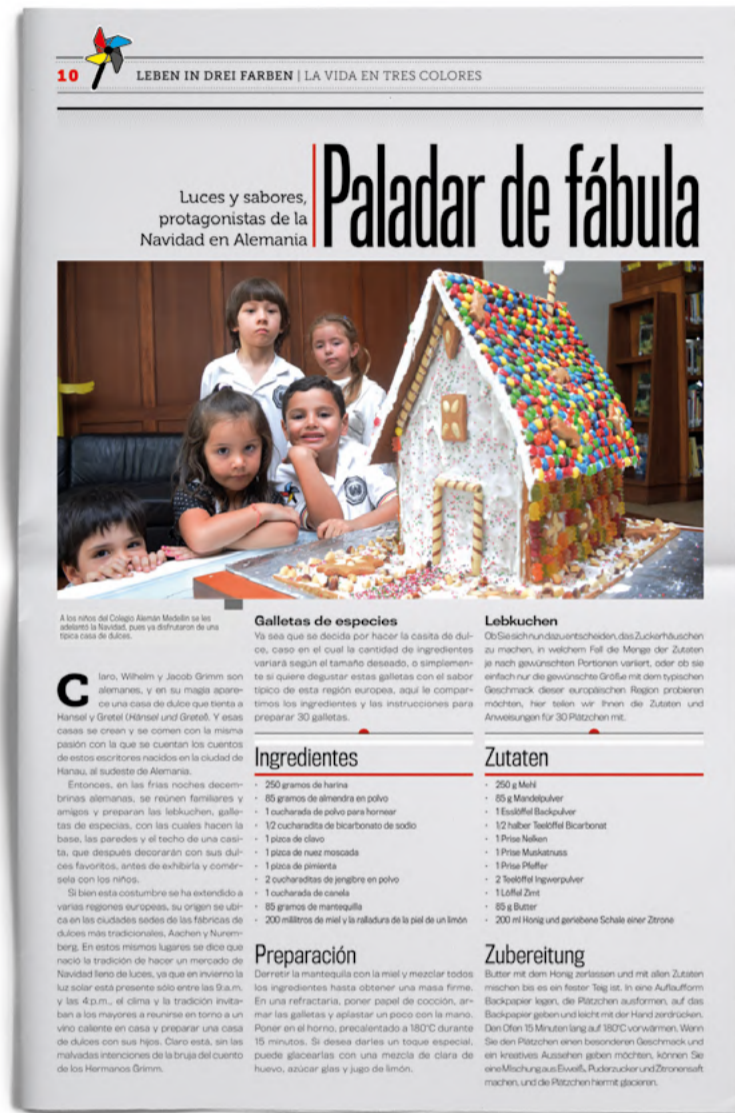 10
LEBEN IN DREI FARBEN | LA VIDA EN TRES COLORES
Luces y sabores,
protagonistas de la
Navidad en Alemania
Paladar de fábula
A los niños del Colegio Alemán Medellín se les
adelantó la Navidad, pues ya disfrutaron de una
típica casa de dulces.
Claro, Wilhelm y Jacob Grimm son
alemanes, y en su magia apare-
ce una casa de dulce que tienta a
Hansel y Gretel (Hänsel und Gretel). Y esas
casas se crean y se comen con la misma
pasión con la que se cuentan los cuentos
de estos escritores nacidos en la ciudad de
Hanau, al sudeste de Alemania.
Entonces, en las frías noches decem-
brinas alemanas, se reúnen familiares y
amigos y preparan las lebkuchen, galle-
tas de especias, con las cuales hacen la
base, las paredes y el techo de una casi-
ta, que después decorarán con sus dul-
ces favoritos, antes de exhibirla y comér-
sela con los niños.
Si bien esta costumbre se ha extendido a
varias regiones europeas, su origen se ubi-
ca en las ciudades sedes de las fábricas de
dulces más tradicionales, Aachen y Nurem-
berg. En estos mismos lugares se dice que
nació la tradición de hacer un mercado de
Navidad lleno de luces, ya que en invierno la
luz solar está presente sólo entre las 9 a.m.
y las 4 p.m., el clima y la tradición invita-
ban a los mayores a reunirse en torno a un
vino caliente en casa y preparar una casa
de dulces con sus hijos. Claro está, sin las
malvadas intenciones de la bruja del cuento
de los Hermanos Grimm.
Galletas de especies
Ya sea que se decida por hacer la casita de dul-
ce, caso en el cual la cantidad de ingredientes
variará según el tamaño deseado, o simplemen-
te si quiere degustar estas galletas con el sabor
típico de esta región europea, aquí le compar-
timos los ingredientes y las instrucciones para
preparar 30 galletas.
Ingredientes
• 250 gramos de harina
• 85 gramos de almendra en polvo
• 1 cucharada de polvo para hornear
• 1/2 cucharadita de bicarbonato de sodio
• 1 pizca de clavo
• 1 pizca de nuez moscada
• 1 pizca de pimienta
• 2 cucharaditas de jengibre en polvo
• 1 cucharada de canela
• 85 gramos de mantequilla
• 200 mililitros de miel y la ralladura de la piel de un limón
Preparación
Derretir la mantequilla con la miel y mezclar todos
los ingredientes hasta obtener una masa firme.
En una refractaria, poner papel de cocción, ar-
mar las galletas y aplastar un poco con la mano.
Poner en el horno, precalentado a 180°C durante
15 minutos. Si desea darles un toque especial,
puede glacearlas con una mezcla de clara de
huevo, azúcar glas y jugo de limón.
Lebkuchen
Ob Sie sich nun dazu entscheiden, das Zuckerhäuschen
zu machen, in welchem Fall die Menge der Zutaten
je nach gewünschten Portionen variiert, oder ob sie
einfach nur die gewünschte Größe mit dem typischen
Geschmack dieser europäischen Region probieren
möchten, hier teilen wir Ihnen die Zutaten und
Anweisungen für 30 Plätzchen mit.
Zutaten
• 250 g Mehl
• 85 g Mandelpulver
• 1 Esslöffel Backpulver
• 1/2 halber Teelöffel Bicarbonat
• 1 Prise Nelken
• 1 Prise Muskatnuss
• 1 Prise Pfeffer
• 2 Teelöffel Ingwerpulver
• 1 Löffel Zimt
• 85 g Butter
• 200 ml Honig und geriebene Schale einer Zitrone
Zubereitung
Butter mit dem Honig zerlassen und mit allen Zutaten
mischen bis es ein fester Teig ist. In eine Auflaufform
Backpapier legen, die Plätzchen ausformen, auf das
Backpapier geben und leicht mit der Hand zerdrücken.
Den Ofen 15 Minuten lang auf 180°C vorwärmen. Wenn
Sie den Plätzchen einen besonderen Geschmack und
ein kreatives Aussehen geben möchten, können Sie
eine Mischung aus Eiweiß, Puderzucker und Zitronensaft
machen, und die Plätzchen hiermit glacieren.